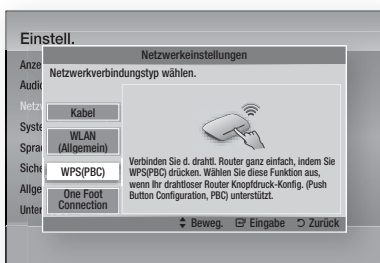 Einstell.
Netzwerkeinstellungen
Anze
Netzwerkverbindungstyp wählen.
Audio
Netzw
Kabel
Syste
WLAN
(Allgemein)
Sprac
Siche
WPS(PBC)
Verbinden Sie d. drahtl. Router ganz einfach, indem Sie
WPS(PBC) drücken. Wählen Sie diese Funktion aus,
wenn Ihr drahtloser Router Knopfdruck-Konfig. (Push
Button Configuration, PBC) unterstützt.
Allge
One Foot
Connection
Unter
Beweg. Eingabe Zurück